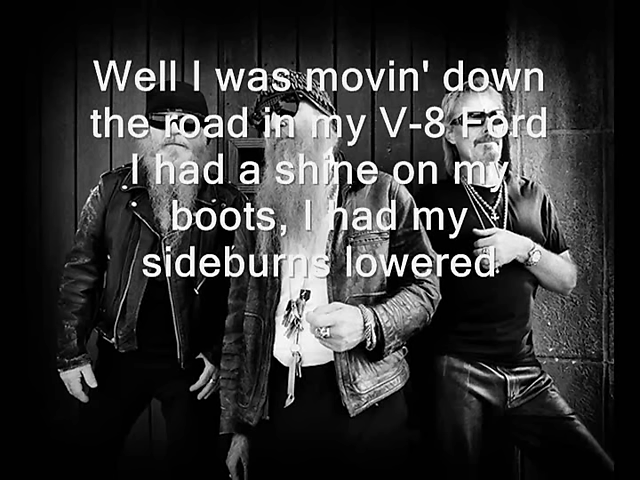 Well I was movin' down
the road in my V-8 Ford
I had a shine on my
boots, I had my
sideburns lowered